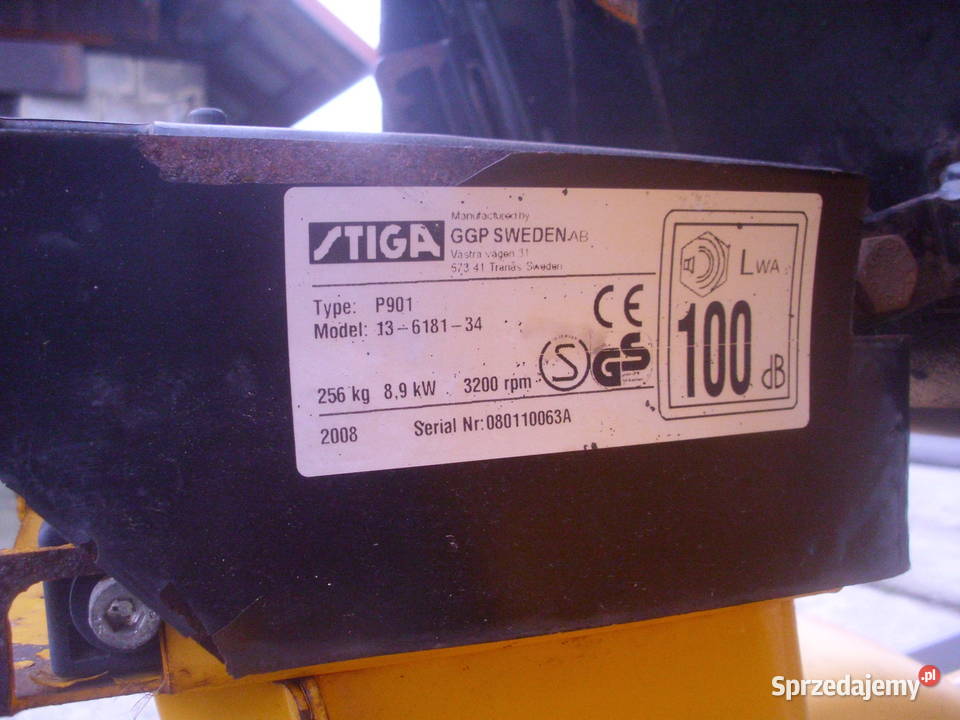 STIGA
Manufactured by
GGP SWEDEN AB
Västra vägen 31
573 41 Tranås Sweden
Type: P901
Model: 13-6181-34
256 kg 8,9 kW 3200 rpm
2008 Serial Nr: 080110063A
CE
S
GS
LWA
100
dB
Sprzedajemy.pl